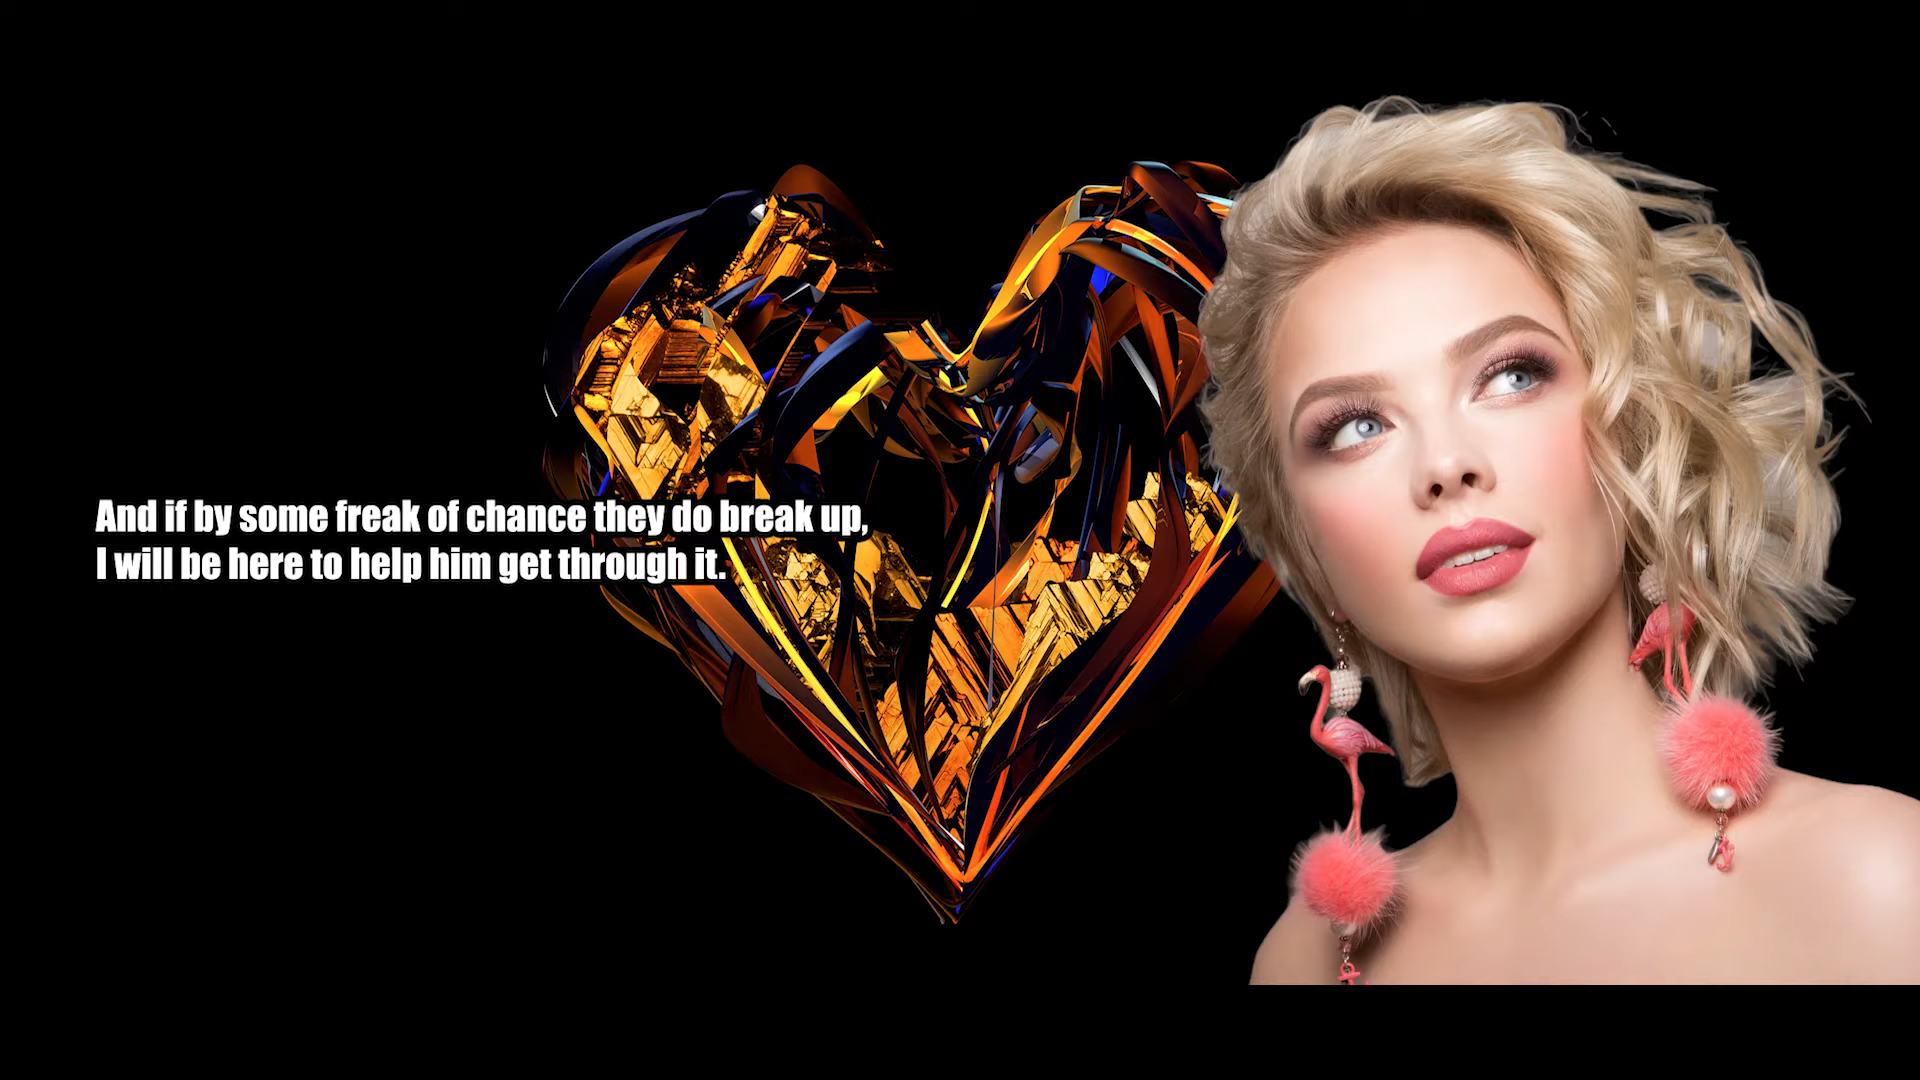 And if by some freak of chance they do break up,
I will be here to help him get through it.